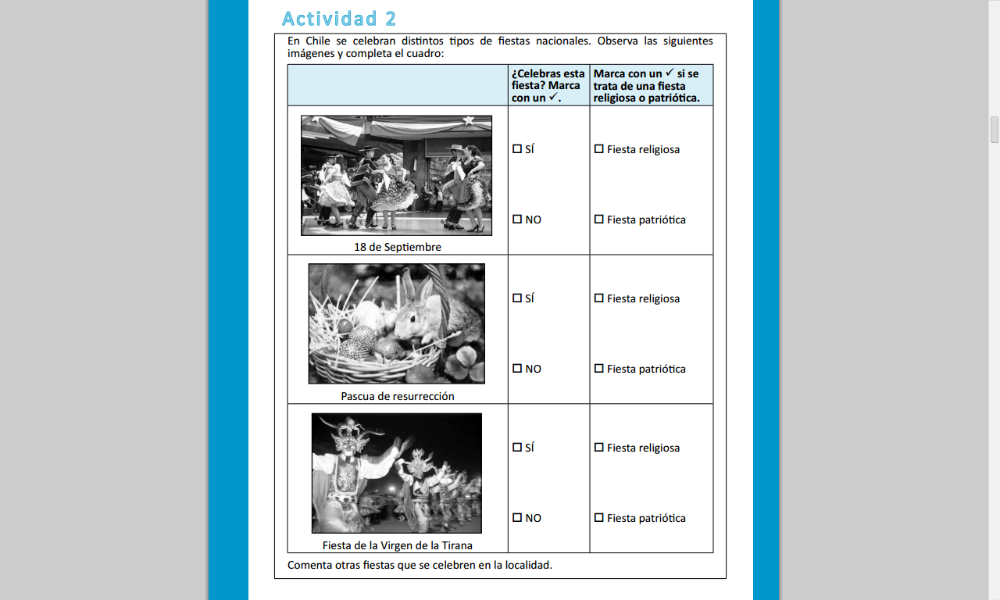 Actividad 2
En Chile se celebran distintos tipos de fiestas nacionales. Observa las siguientes
imágenes y completa el cuadro:
¿Celebras esta
fiesta? Marca
con un ✓.
Marca con un ✓ si se
trata de una fiesta
religiosa o patriótica.
SÍ
Fiesta religiosa
NO
Fiesta patriótica
18 de Septiembre
SÍ
Fiesta religiosa
NO
Fiesta patriótica
Pascua de resurrección
SÍ
Fiesta religiosa
NO
Fiesta patriótica
Fiesta de la Virgen de la Tirana
Comenta otras fiestas que se celebren en la localidad.